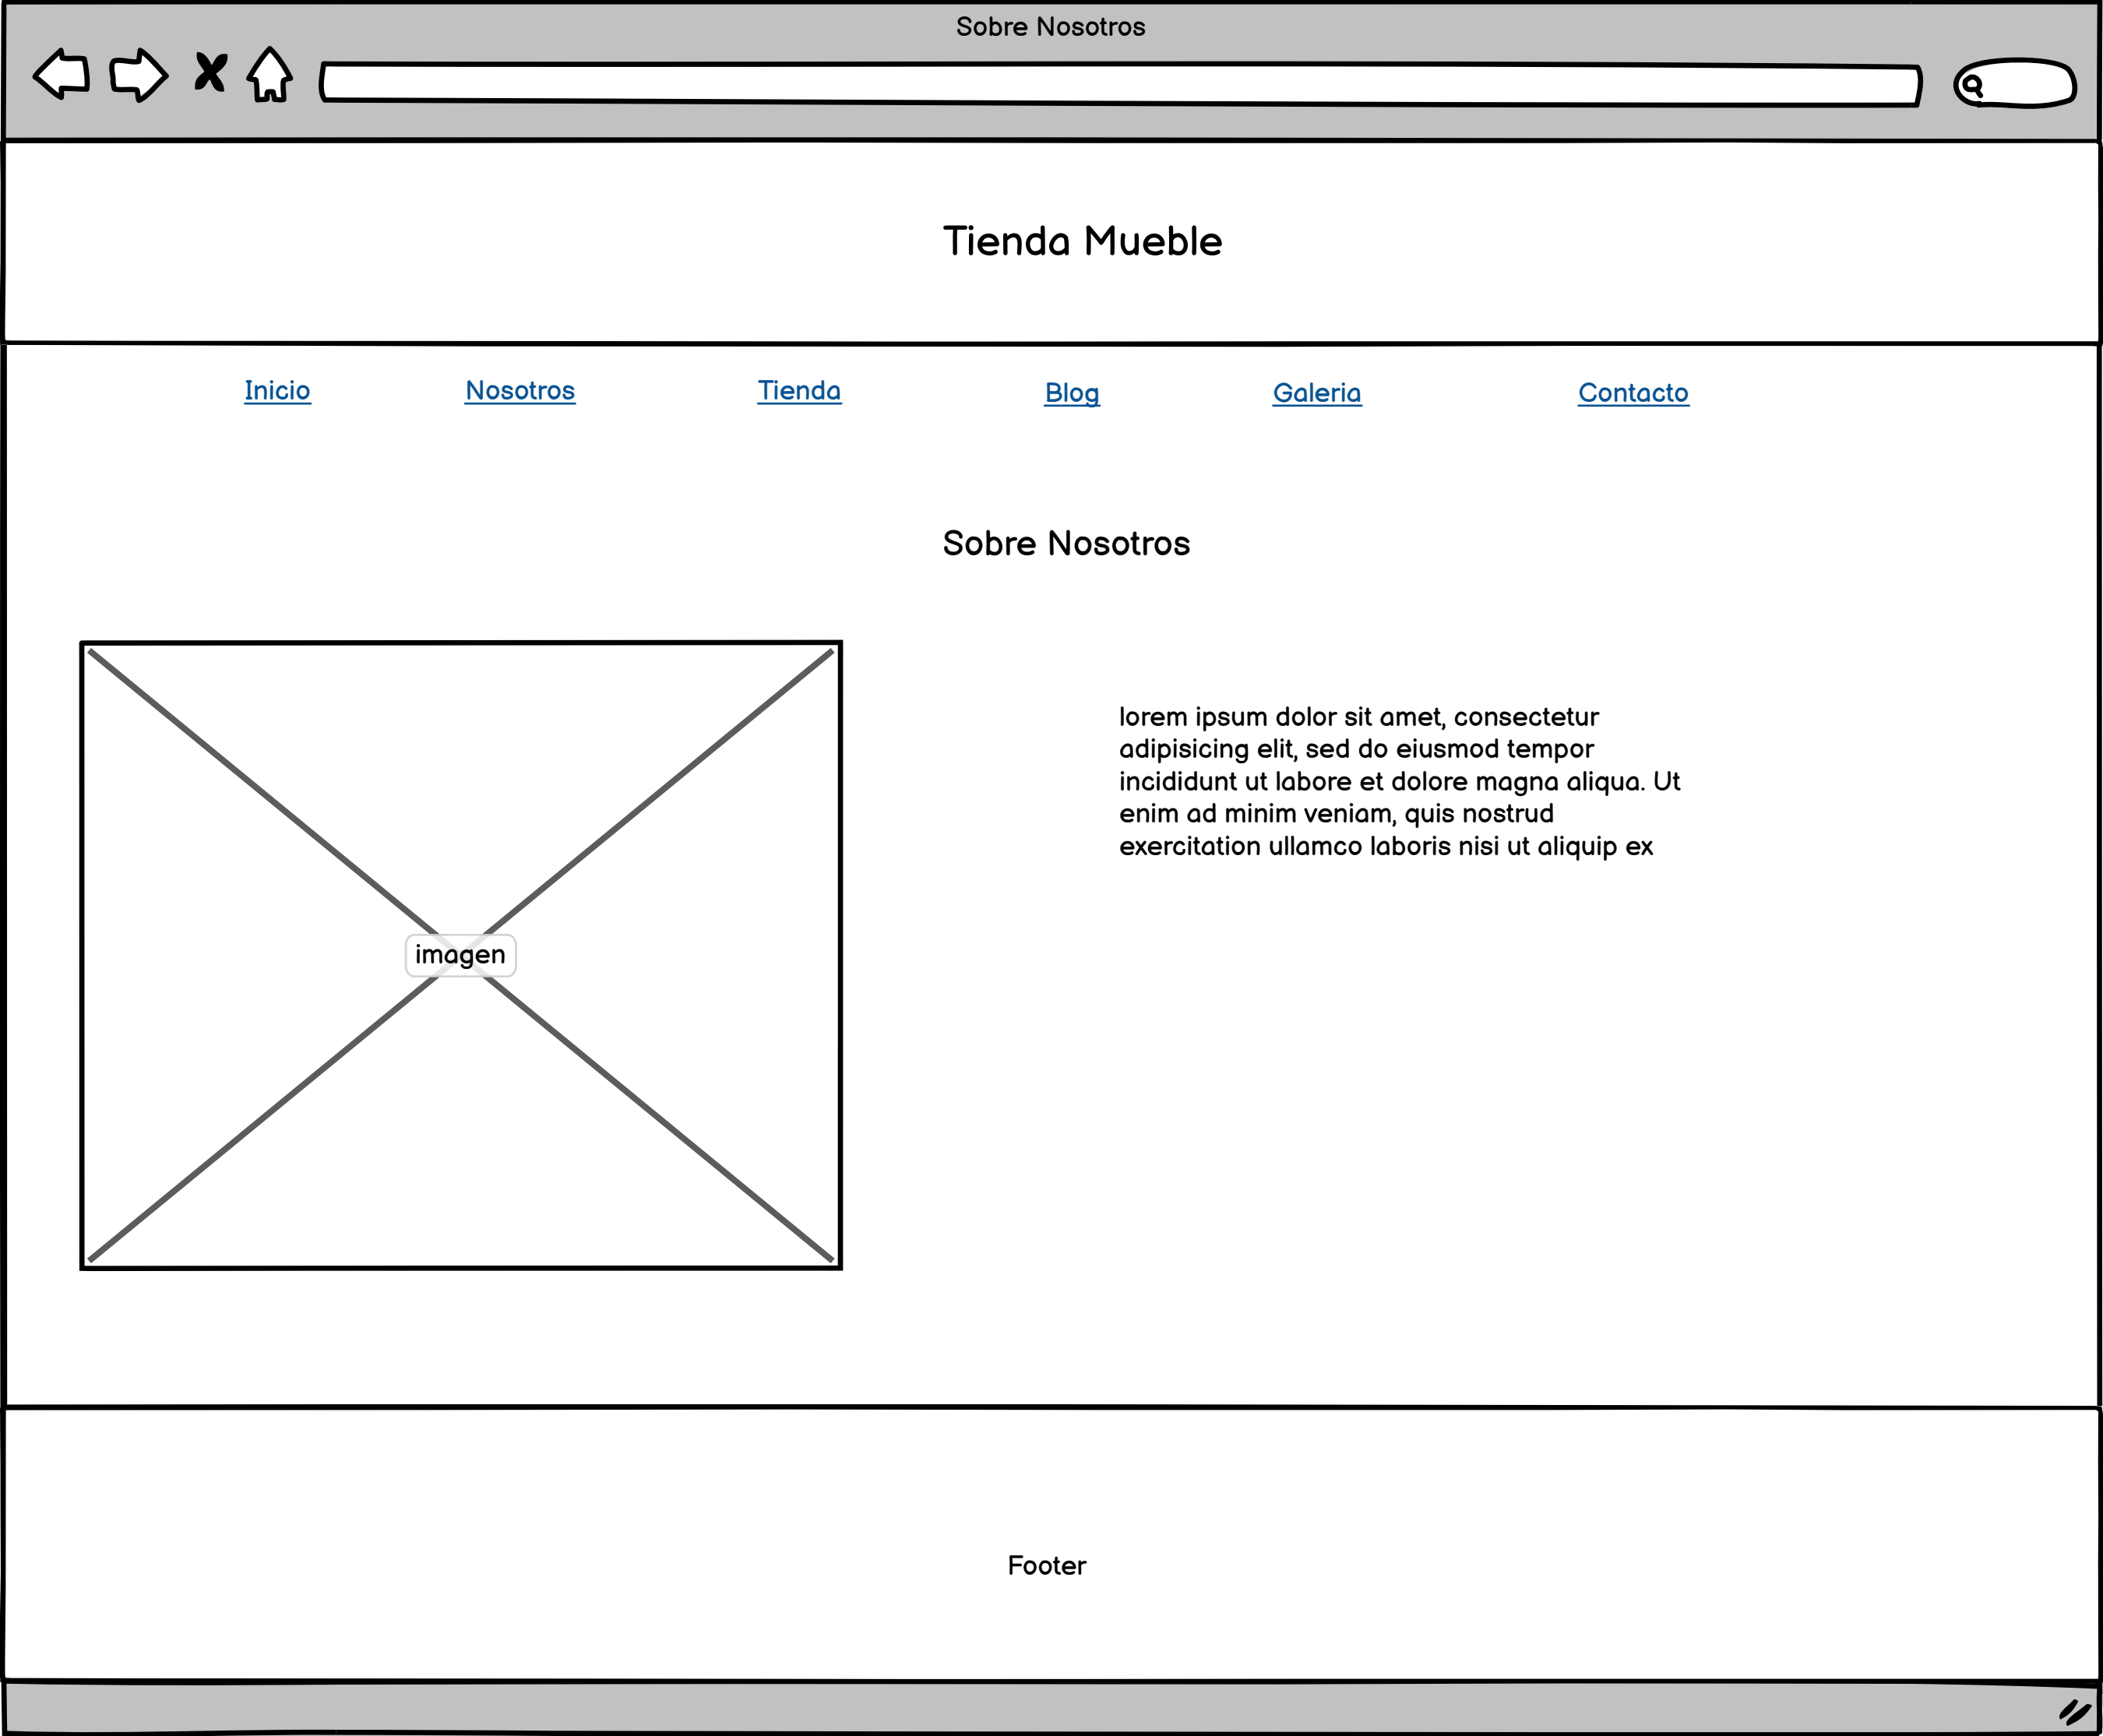 Sobre Nosotros
Tienda Mueble
Inicio Nosotros Tienda Blog Galeria Contacto
Sobre Nosotros
lorem ipsum dolor sit amet, consectetur
adipisicing elit, sed do eiusmod tempor
incididunt ut labore et dolore magna aliqua. Ut
enim ad minim veniam, quis nostrud
exercitation ullamco laboris nisi ut aliquip ex
imagen
Footer